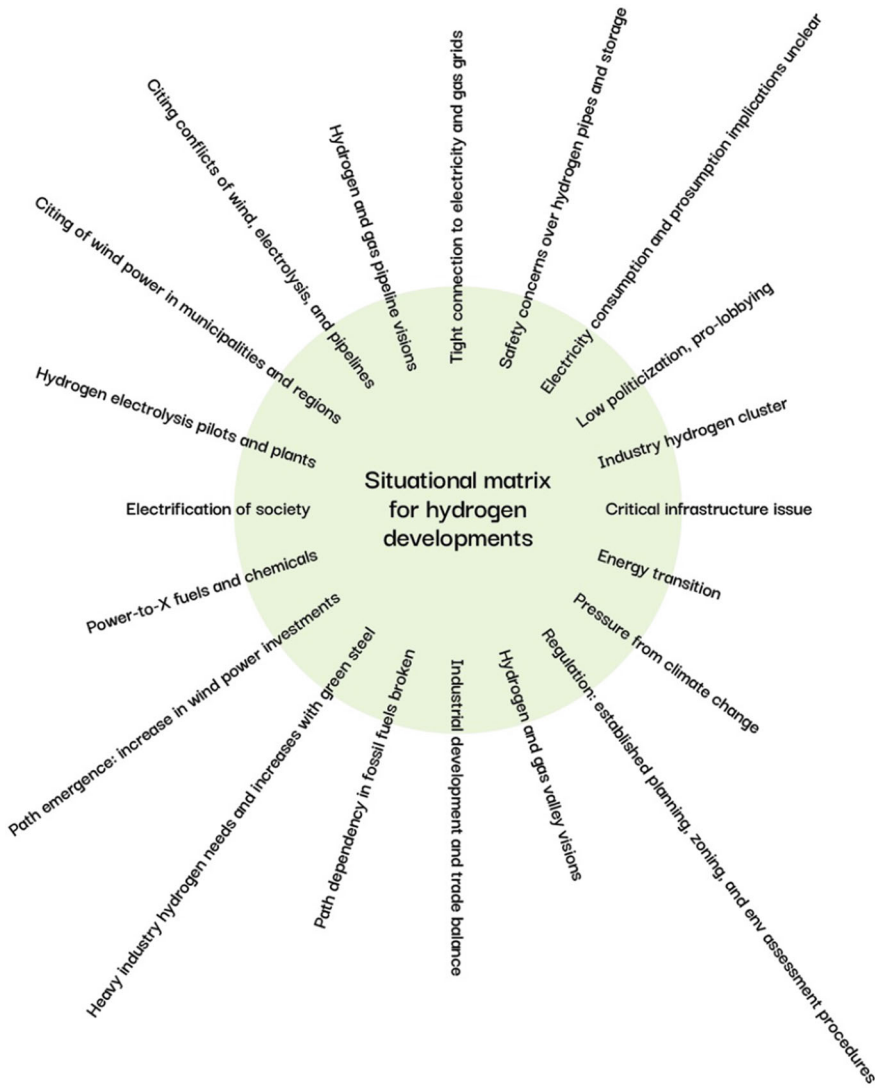 Situational matrix
for hydrogen
developments
Tight connection to electricity and gas grids
Safety concerns over hydrogen pipes and storage
Electricity consumption and prosumption implications unclear
Low politicization, pro-lobbying
Industry hydrogen cluster
Critical infrastructure issue
Energy transition
Pressure from climate change
Regulation: established planning, zoning, and env assessment procedures
Hydrogen and gas valley visions
Industrial development and trade balance
Path dependency in fossil fuels broken
Heavy industry hydrogen needs and increases with green steel
Path emergence: increase in wind power investments
Power-to-X fuels and chemicals
Electrification of society
Hydrogen electrolysis pilots and plants
Citing of wind power in municipalities and regions
Citing conflicts of wind, electrolysis, and pipelines
Hydrogen and gas pipeline visions